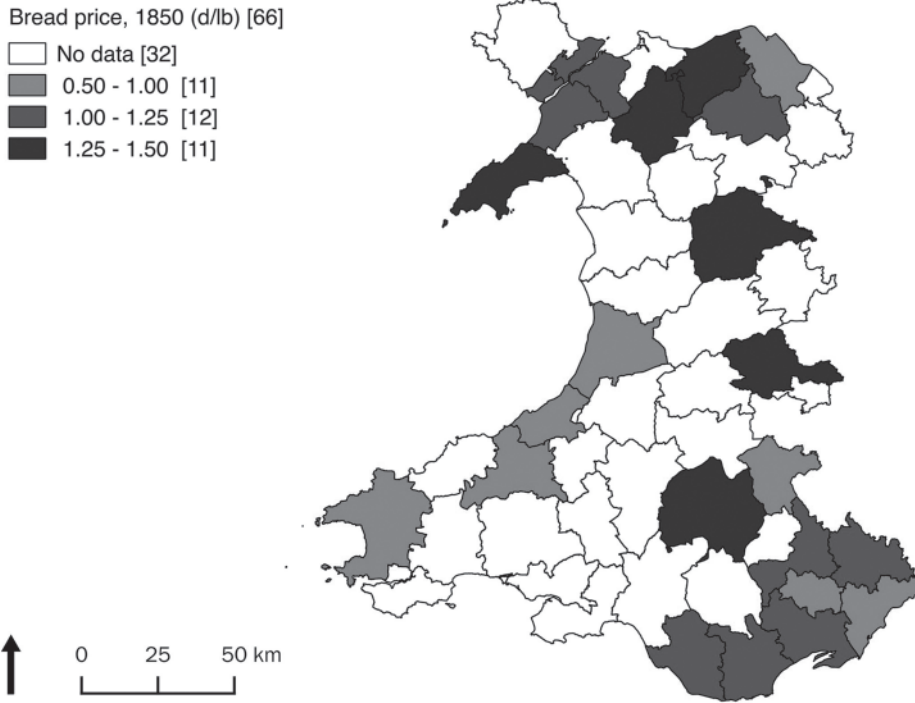 Bread price, 1850 (d/lb) [66]
No data [32]
0.50 - 1.00 [11]
1.00 - 1.25 [12]
1.25 - 1.50 [11]
0 25 50 km